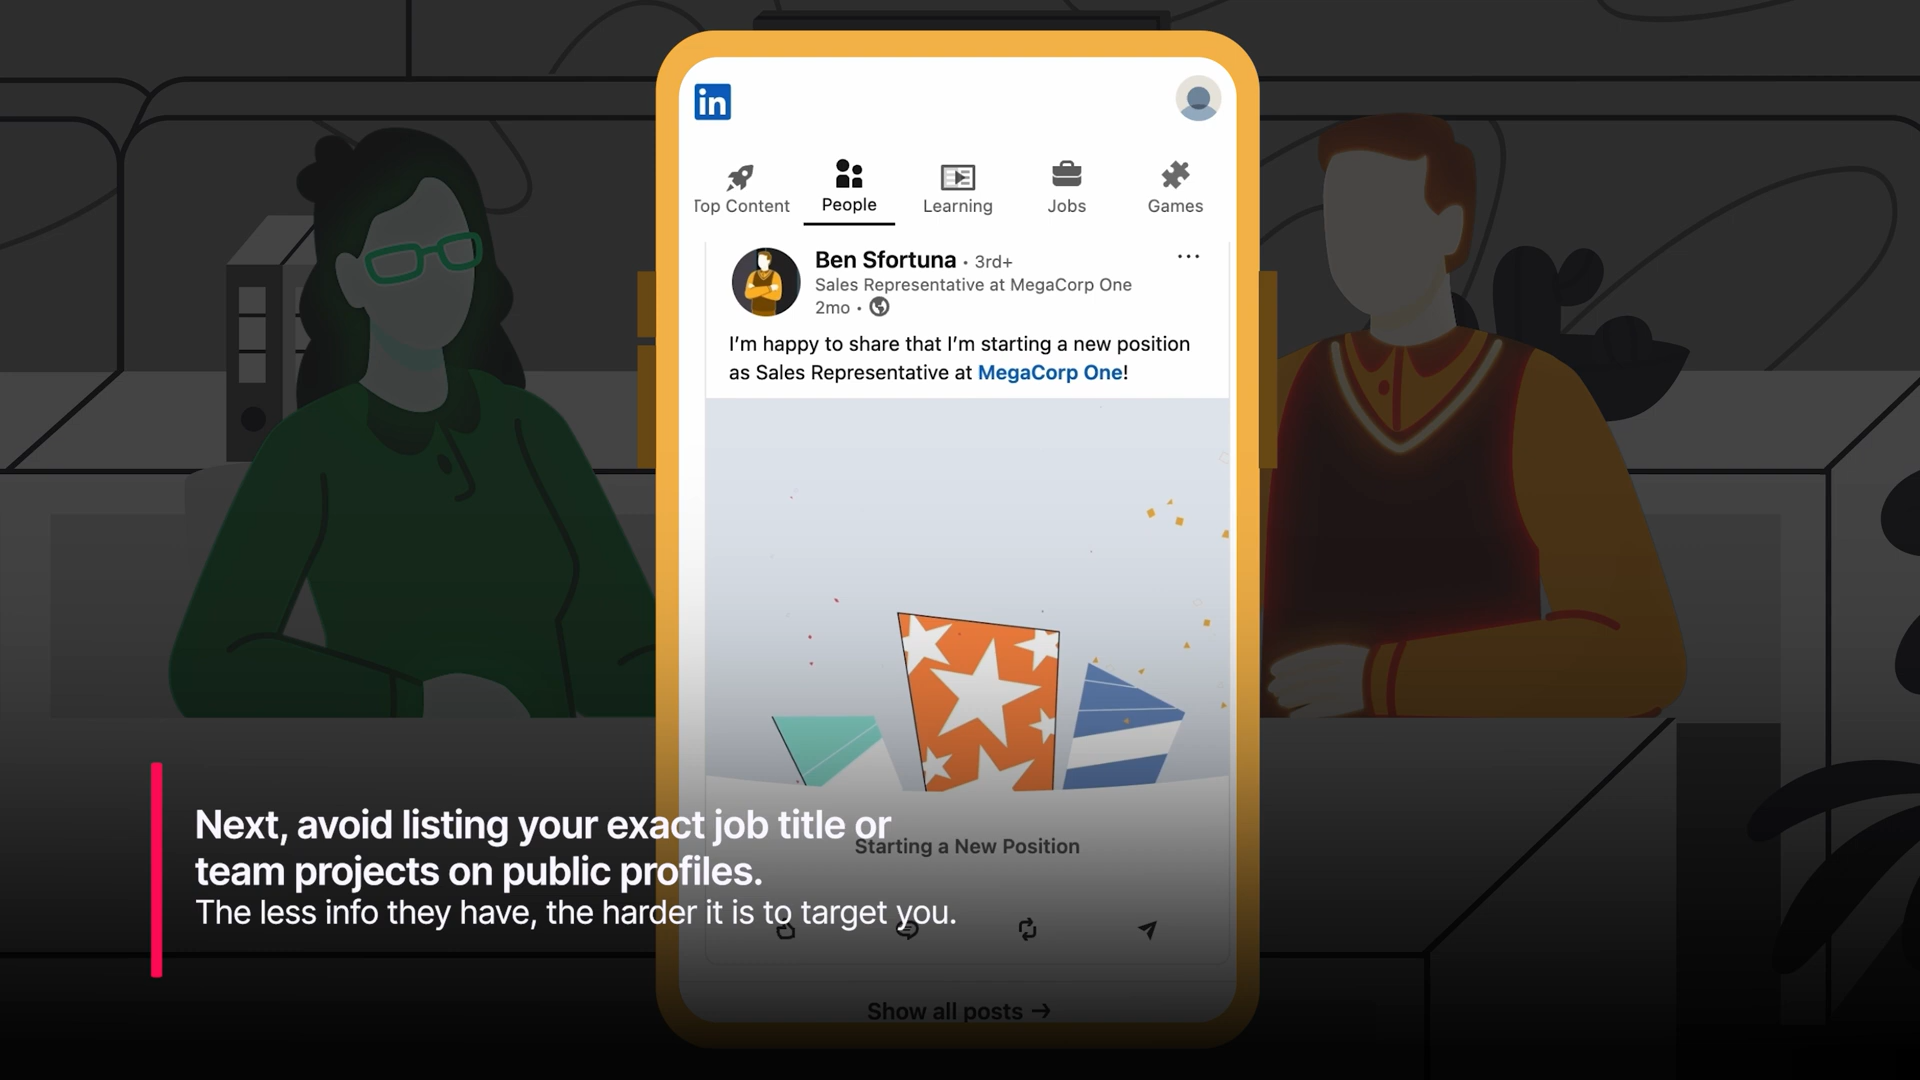 in
Top Content
People
Learning
Jobs
Games
Ben Sfortuna • 3rd+
Sales Representative at MegaCorp One
2mo •
I'm happy to share that I'm starting a new position
as Sales Representative at MegaCorp One!
Starting a New Position
Show all posts →
Next, avoid listing your exact job title or
team projects on public profiles.
The less info they have, the harder it is to target you.